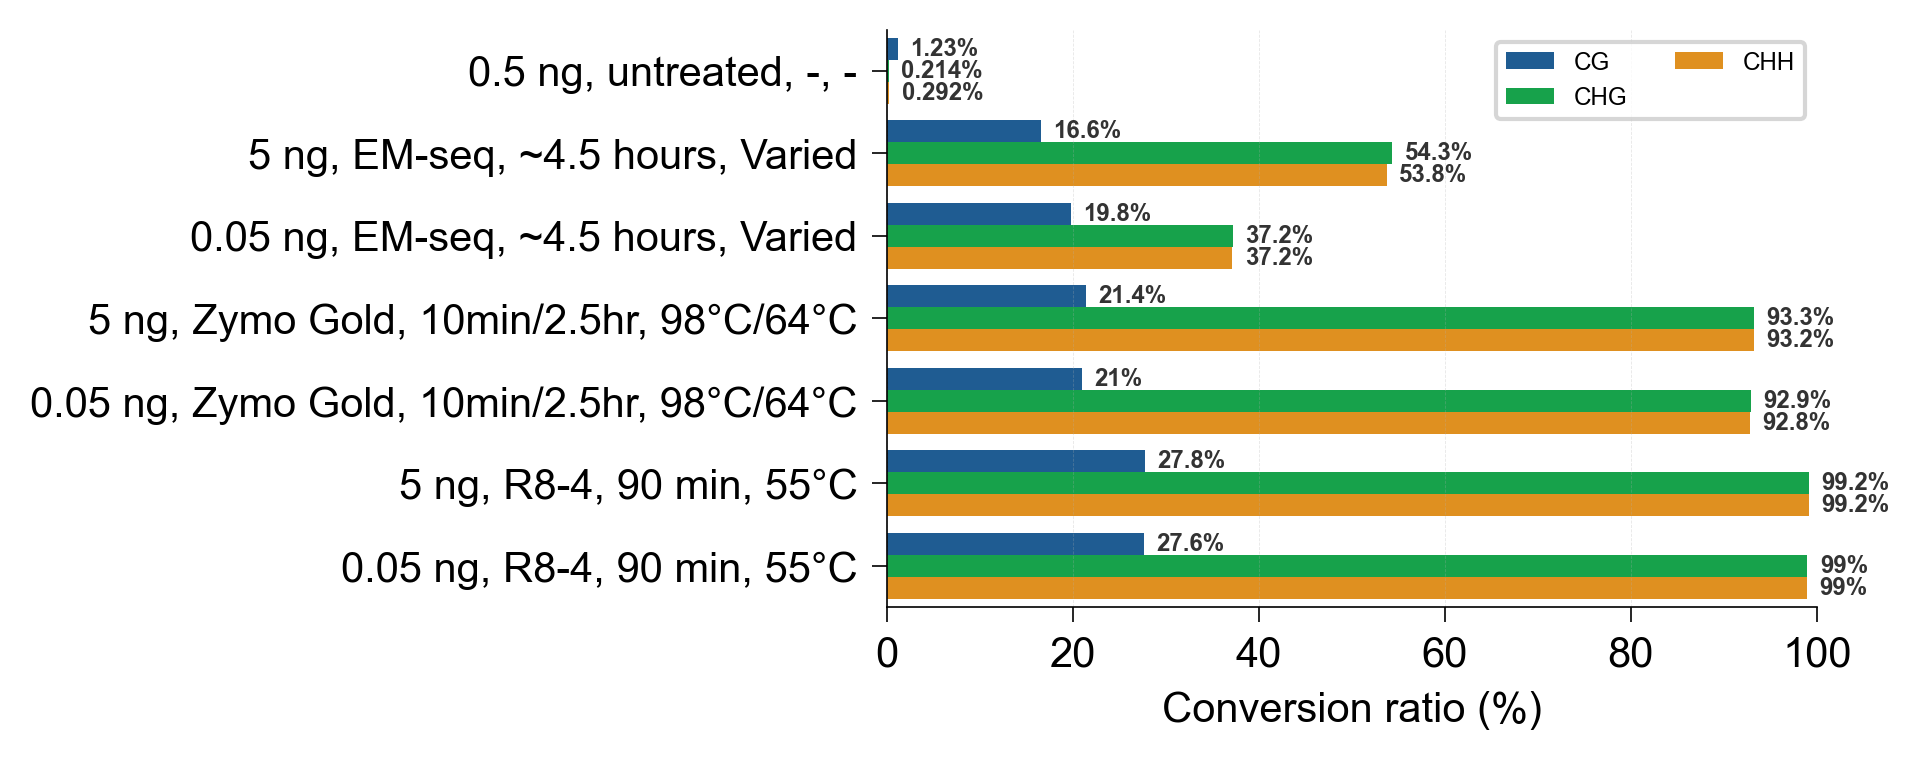 0.5 ng, untreated, -, -
1.23%
0.214%
0.292%
CG
CHG
CHH
5 ng, EM-seq, ~4.5 hours, Varied
16.6%
54.3%
53.8%
0.05 ng, EM-seq, ~4.5 hours, Varied
19.8%
37.2%
37.2%
5 ng, Zymo Gold, 10min/2.5hr, 98°C/64°C
21.4%
93.3%
93.2%
0.05 ng, Zymo Gold, 10min/2.5hr, 98°C/64°C
21%
92.9%
92.8%
5 ng, R8-4, 90 min, 55°C
27.8%
99.2%
99.2%
0.05 ng, R8-4, 90 min, 55°C
27.6%
99%
99%
0 20 40 60 80 100
Conversion ratio (%)